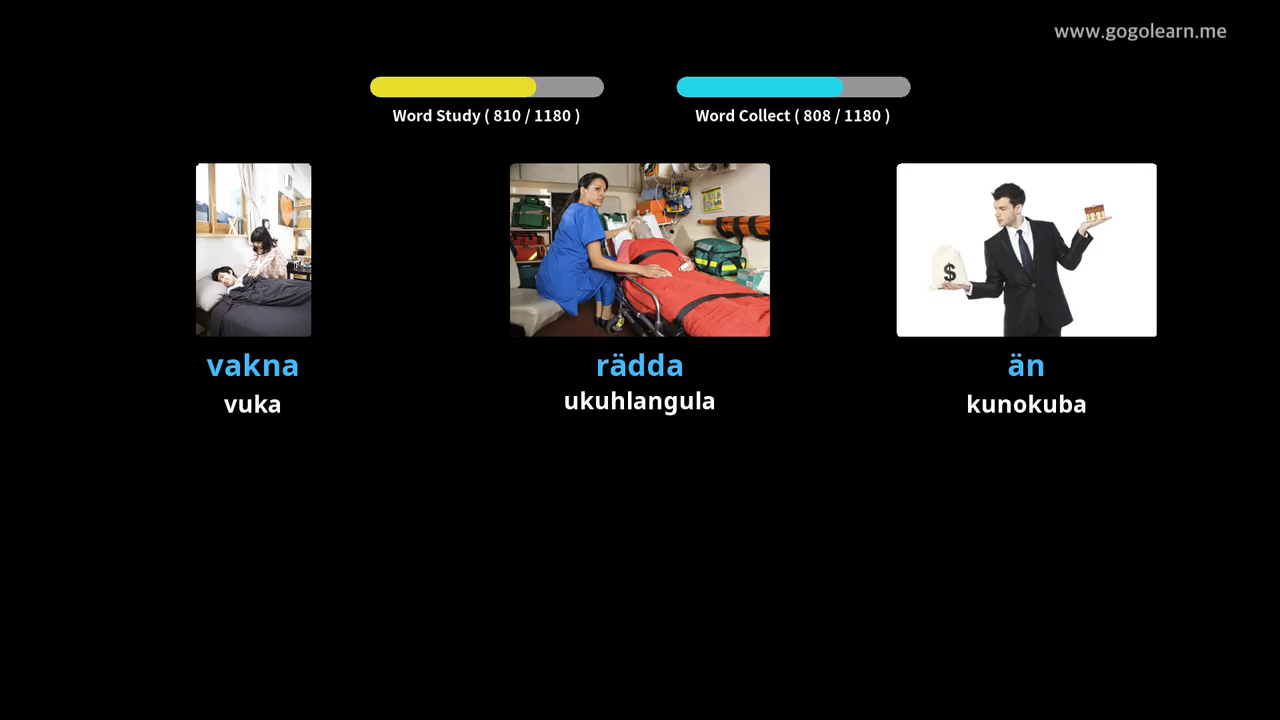 www.gogolearn.me
Word Study ( 810 / 1180 )
Word Collect ( 808 / 1180 )
$
vakna
vuka
rädda
ukuhlangula
än
kunokuba